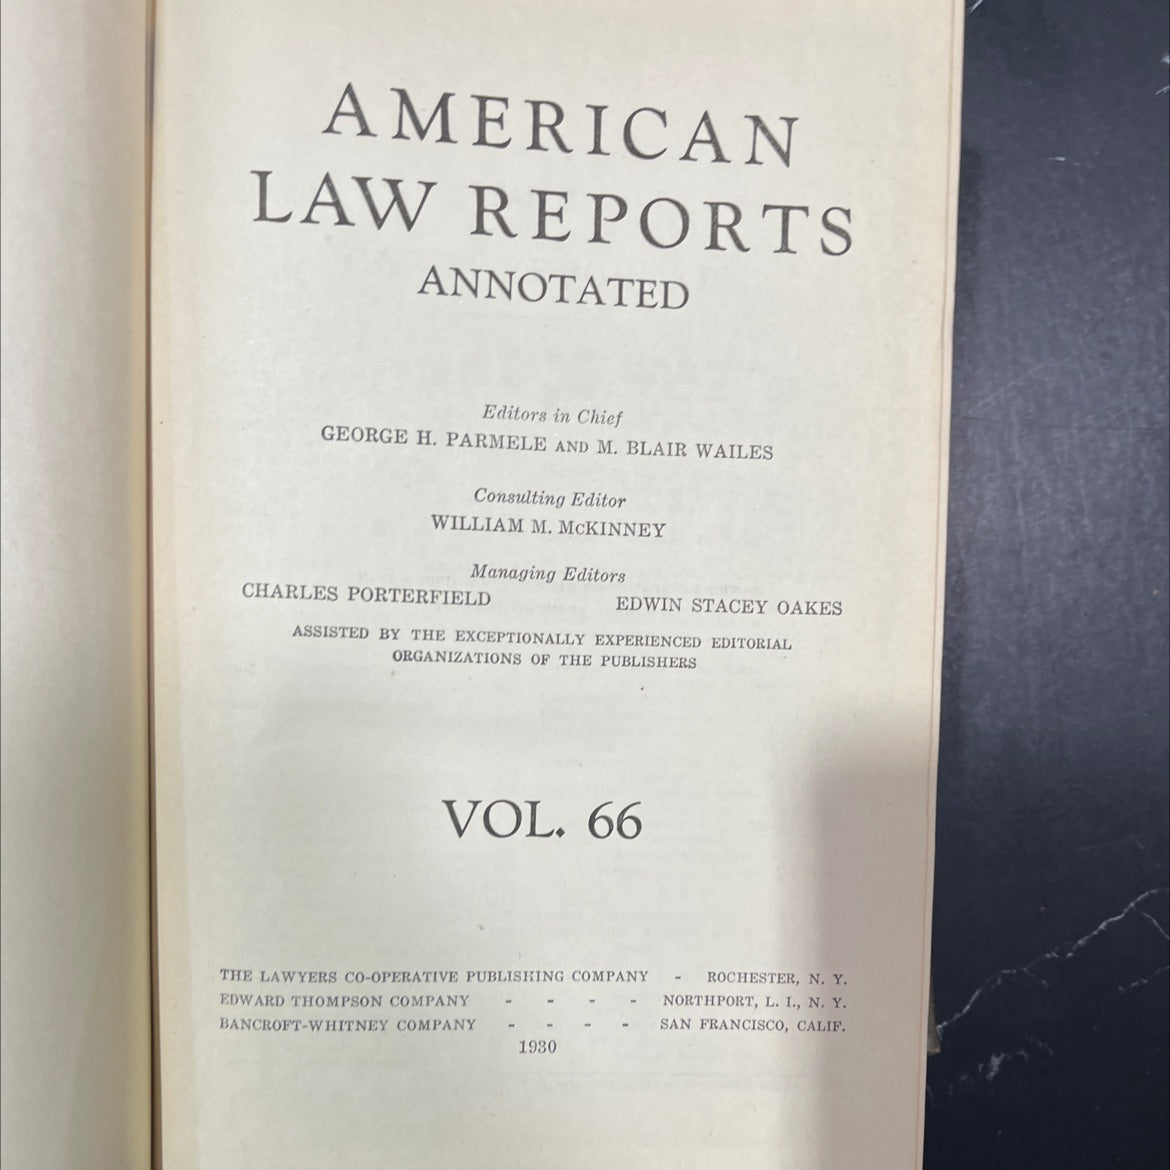 AMERICAN
LAW REPORTS
ANNOTATED
Editors in Chief
GEORGE H. PARMELE AND M. BLAIR WAILES
Consulting Editor
WILLIAM M. McKINNEY
Managing Editors
CHARLES PORTERFIELD EDWIN STACEY OAKES
ASSISTED BY THE EXCEPTIONALLY EXPERIENCED EDITORIAL
ORGANIZATIONS OF THE PUBLISHERS
VOL. 66
THE LAWYERS CO-OPERATIVE PUBLISHING COMPANY - ROCHESTER, N. Y.
EDWARD THOMPSON COMPANY - - - - NORTHPORT, L. I., N. Y.
BANCROFT-WHITNEY COMPANY - - - - SAN FRANCISCO, CALIF.
1930